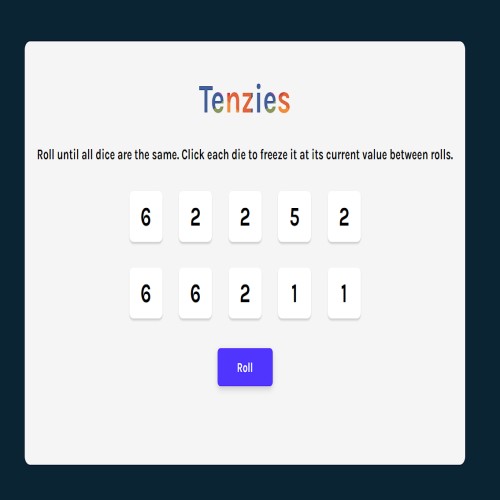 Tenzies
Roll until all dice are the same. Click each die to freeze it at its current value between rolls.
6 2 2 5 2
6 6 2 1 1
Roll